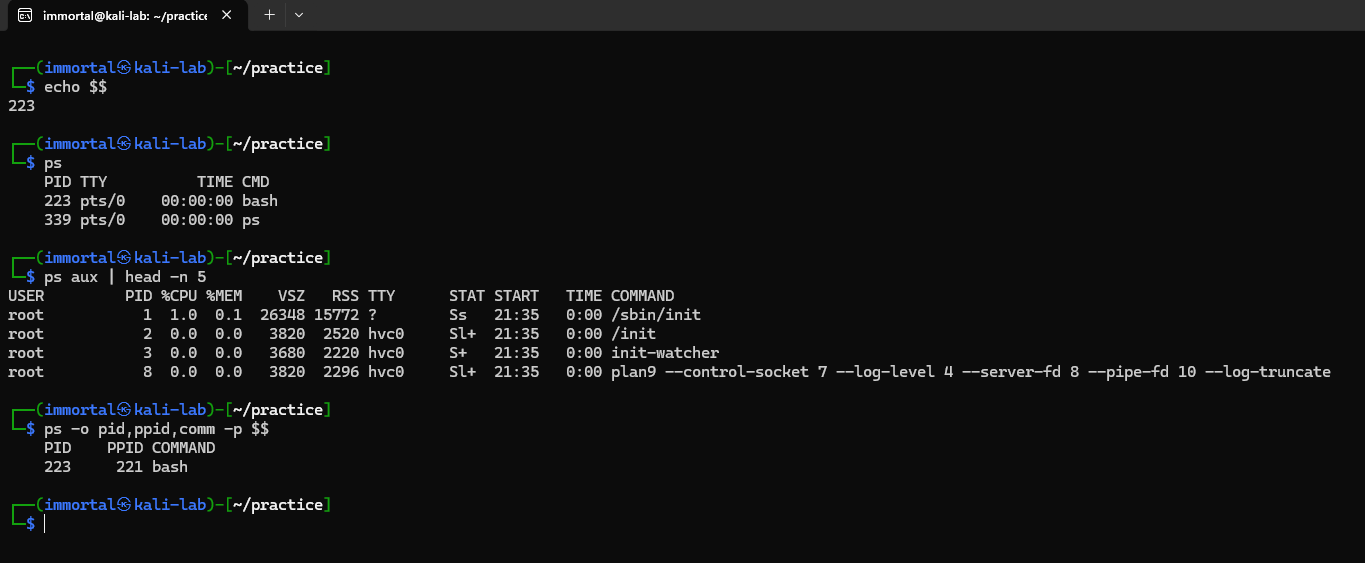 immortal@kali-lab: ~/practice
┌──(immortal㉿kali-lab)-[~/practice]
└─$ echo $$
223
┌──(immortal㉿kali-lab)-[~/practice]
└─$ ps
    PID TTY          TIME CMD
    223 pts/0    00:00:00 bash
    339 pts/0    00:00:00 ps
┌──(immortal㉿kali-lab)-[~/practice]
└─$ ps aux | head -n 5
USER         PID %CPU %MEM    VSZ   RSS TTY      STAT START   TIME COMMAND
root           1  1.0  0.1  26348 15772 ?        Ss   21:35   0:00 /sbin/init
root           2  0.0  0.0   3820  2520 hvc0     Sl+  21:35   0:00 /init
root           3  0.0  0.0   3680  2220 hvc0     S+   21:35   0:00 init-watcher
root           8  0.0  0.0   3820  2296 hvc0     Sl+  21:35   0:00 plan9 --control-socket 7 --log-level 4 --server-fd 8 --pipe-fd 10 --log-truncate
┌──(immortal㉿kali-lab)-[~/practice]
└─$ ps -o pid,ppid,comm -p $$
    PID    PPID COMMAND
    223     221 bash
┌──(immortal㉿kali-lab)-[~/practice]
└─$